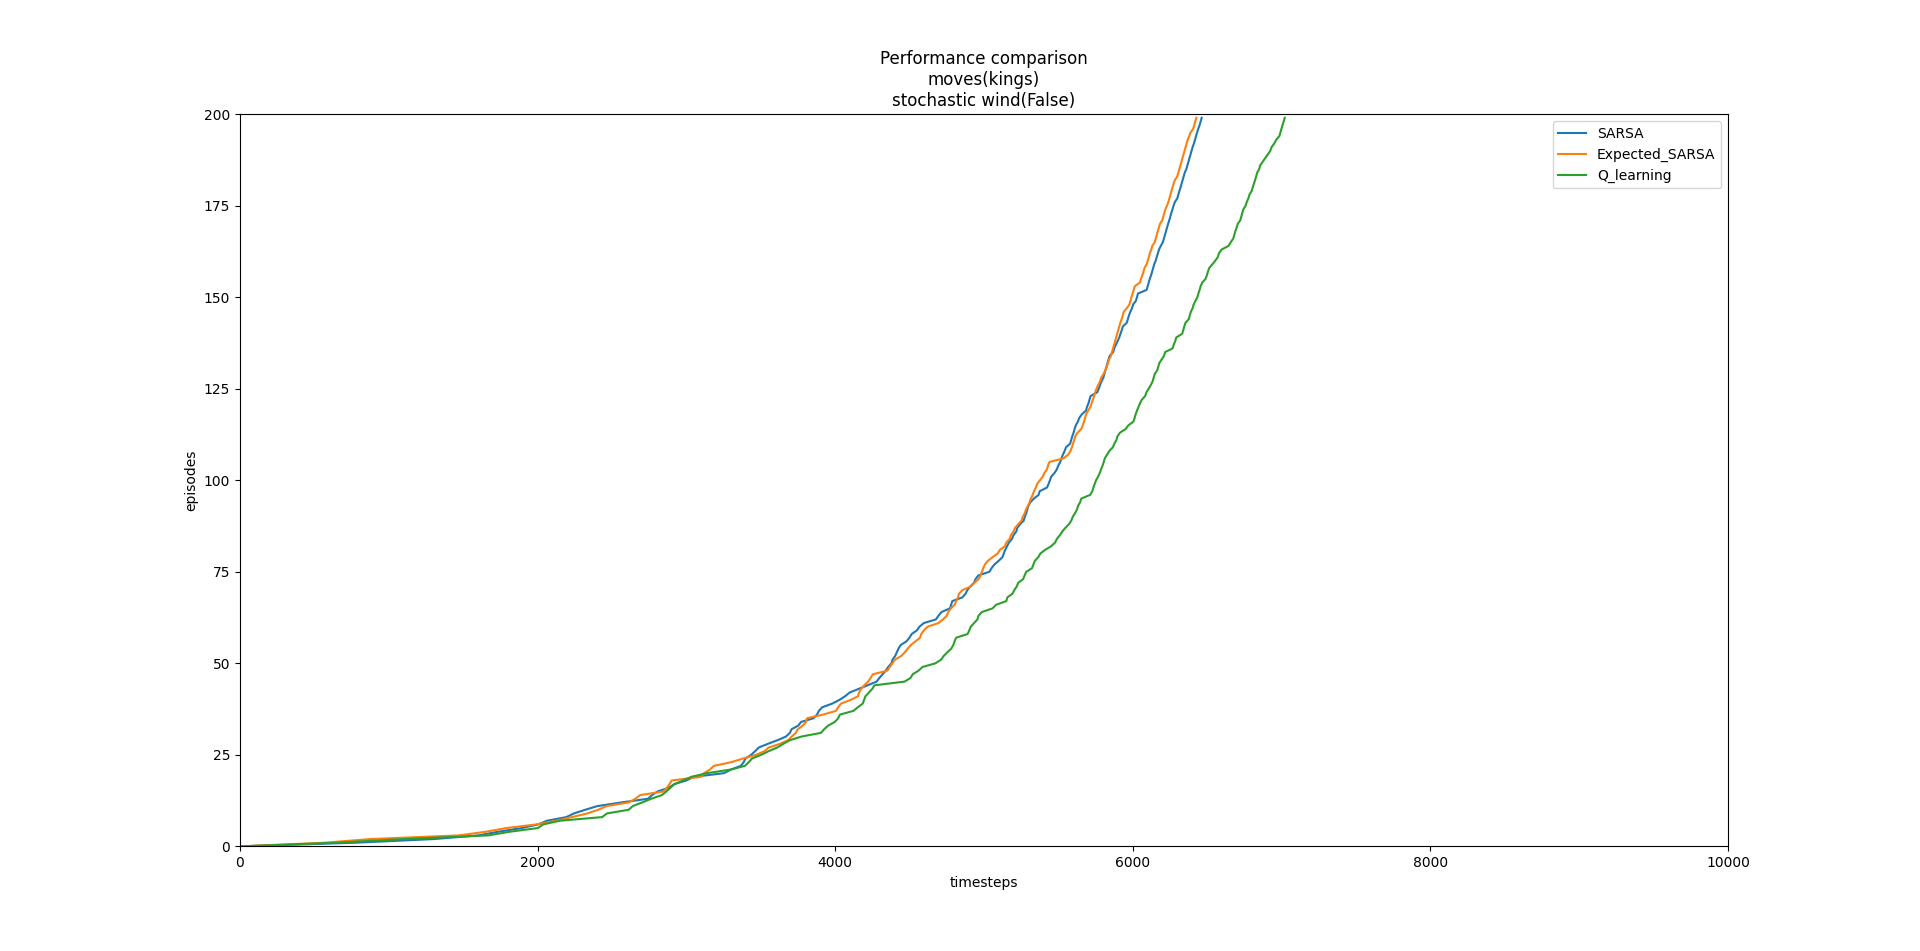 Performance comparison
moves(kings)
stochastic wind(False)
200
175
150
125
100
75
50
25
0
episodes
SARSA
Expected_SARSA
Q_learning
0
2000
4000
6000
8000
10000
timesteps